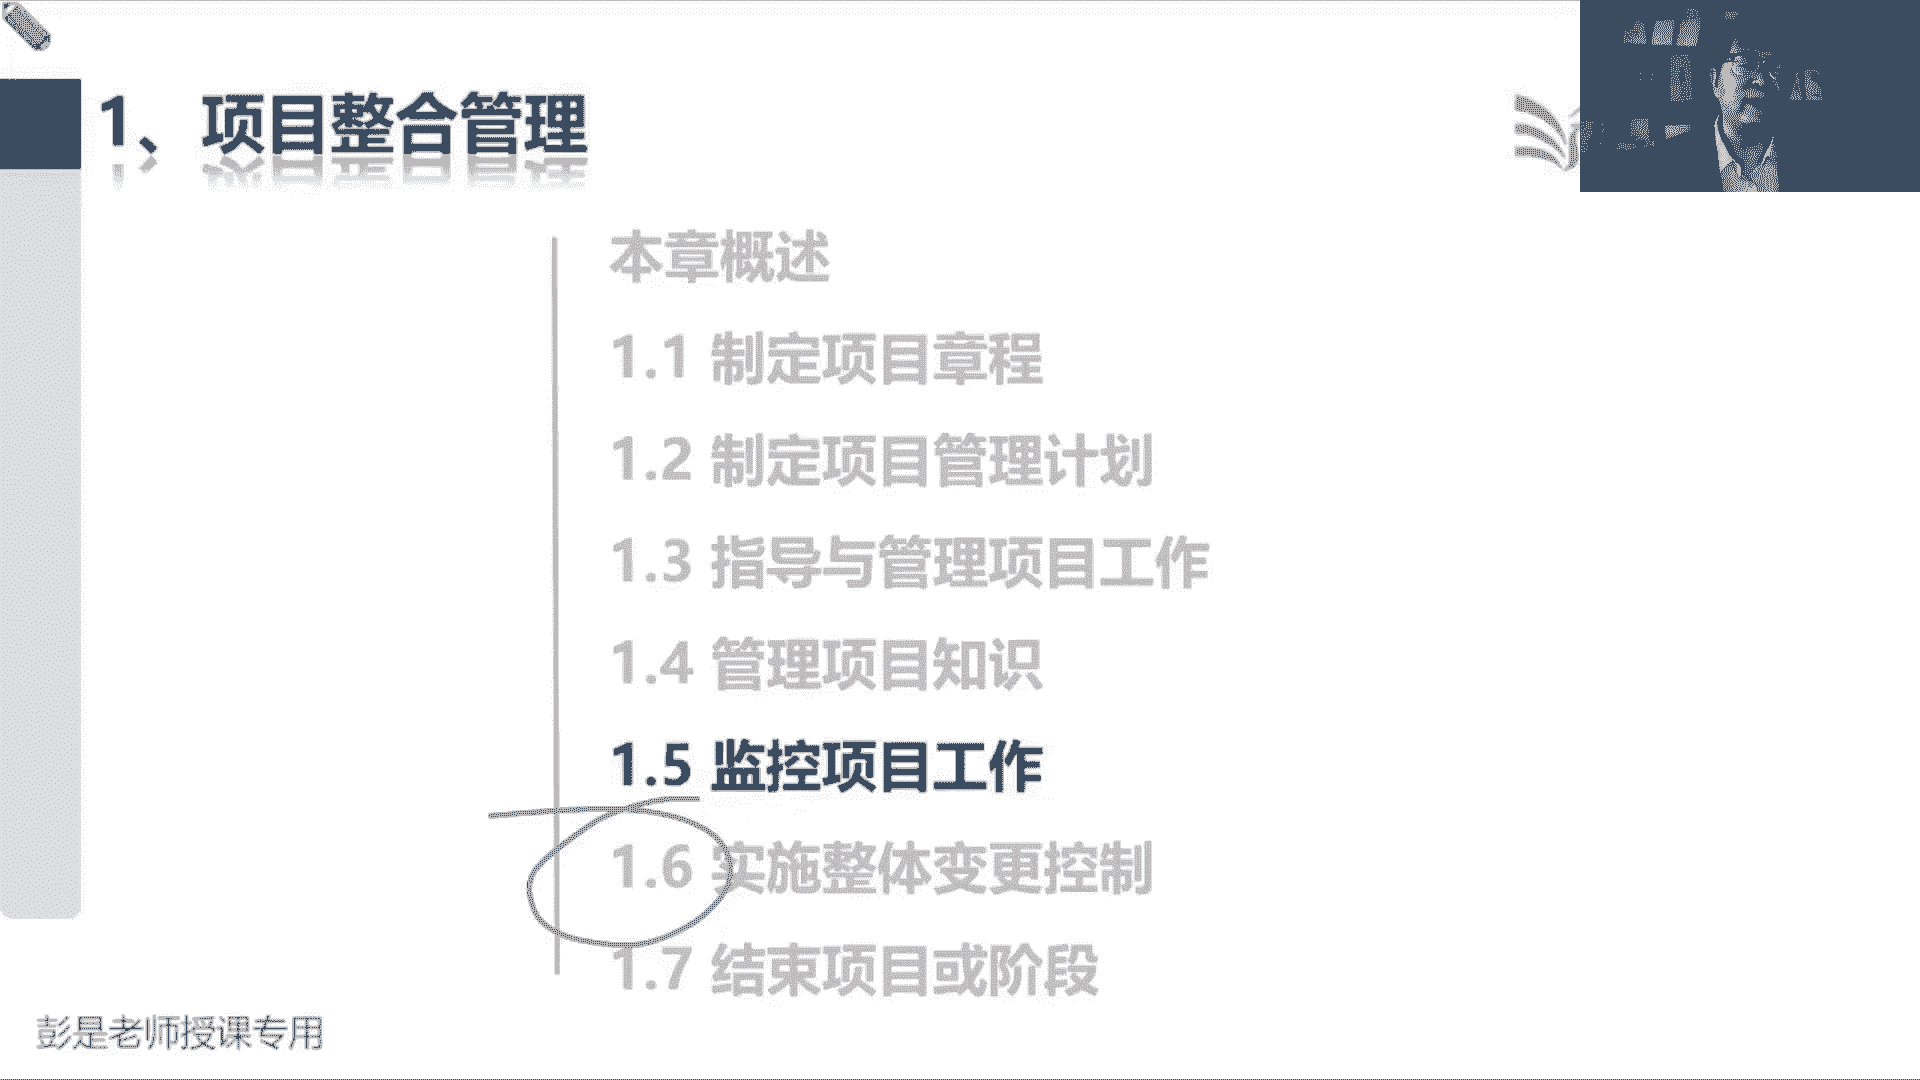 1、项目整合管理
本章概述
1.1 制定项目章程
1.2 制定项目管理计划
1.3 指导与管理项目工作
1.4 管理项目知识
1.5 监控项目工作
1.6 实施整体变更控制
1.7 结束项目或阶段
彭是老师授课专用